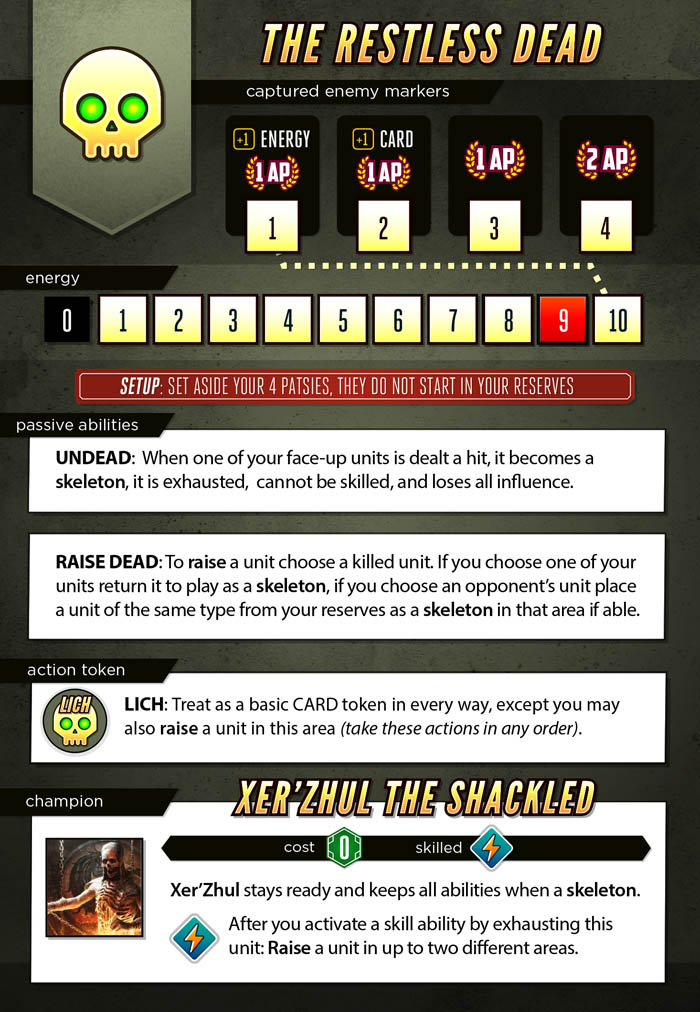 THE RESTLESS DEAD
captured enemy markers
+1 ENERGY
1 AP
1
+1 CARD
1 AP
2
1 AP
3
2 AP
4
energy
0 1 2 3 4 5 6 7 8 9 10
SETUP: SET ASIDE YOUR 4 PATSIES, THEY DO NOT START IN YOUR RESERVES
passive abilities
UNDEAD: When one of your face-up units is dealt a hit, it becomes a
skeleton, it is exhausted, cannot be skilled, and loses all influence.
RAISE DEAD: To raise a unit choose a killed unit. If you choose one of your
units return it to play as a skeleton, if you choose an opponent's unit place
a unit of the same type from your reserves as a skeleton in that area if able.
action token
LICH
LICH: Treat as a basic CARD token in every way, except you may
also raise a unit in this area (take these actions in any order).
champion
XER'ZHUL THE SHACKLED
cost 0 skilled
Xer'Zhul stays ready and keeps all abilities when a skeleton.
After you activate a skill ability by exhausting this
unit: Raise a unit in up to two different areas.